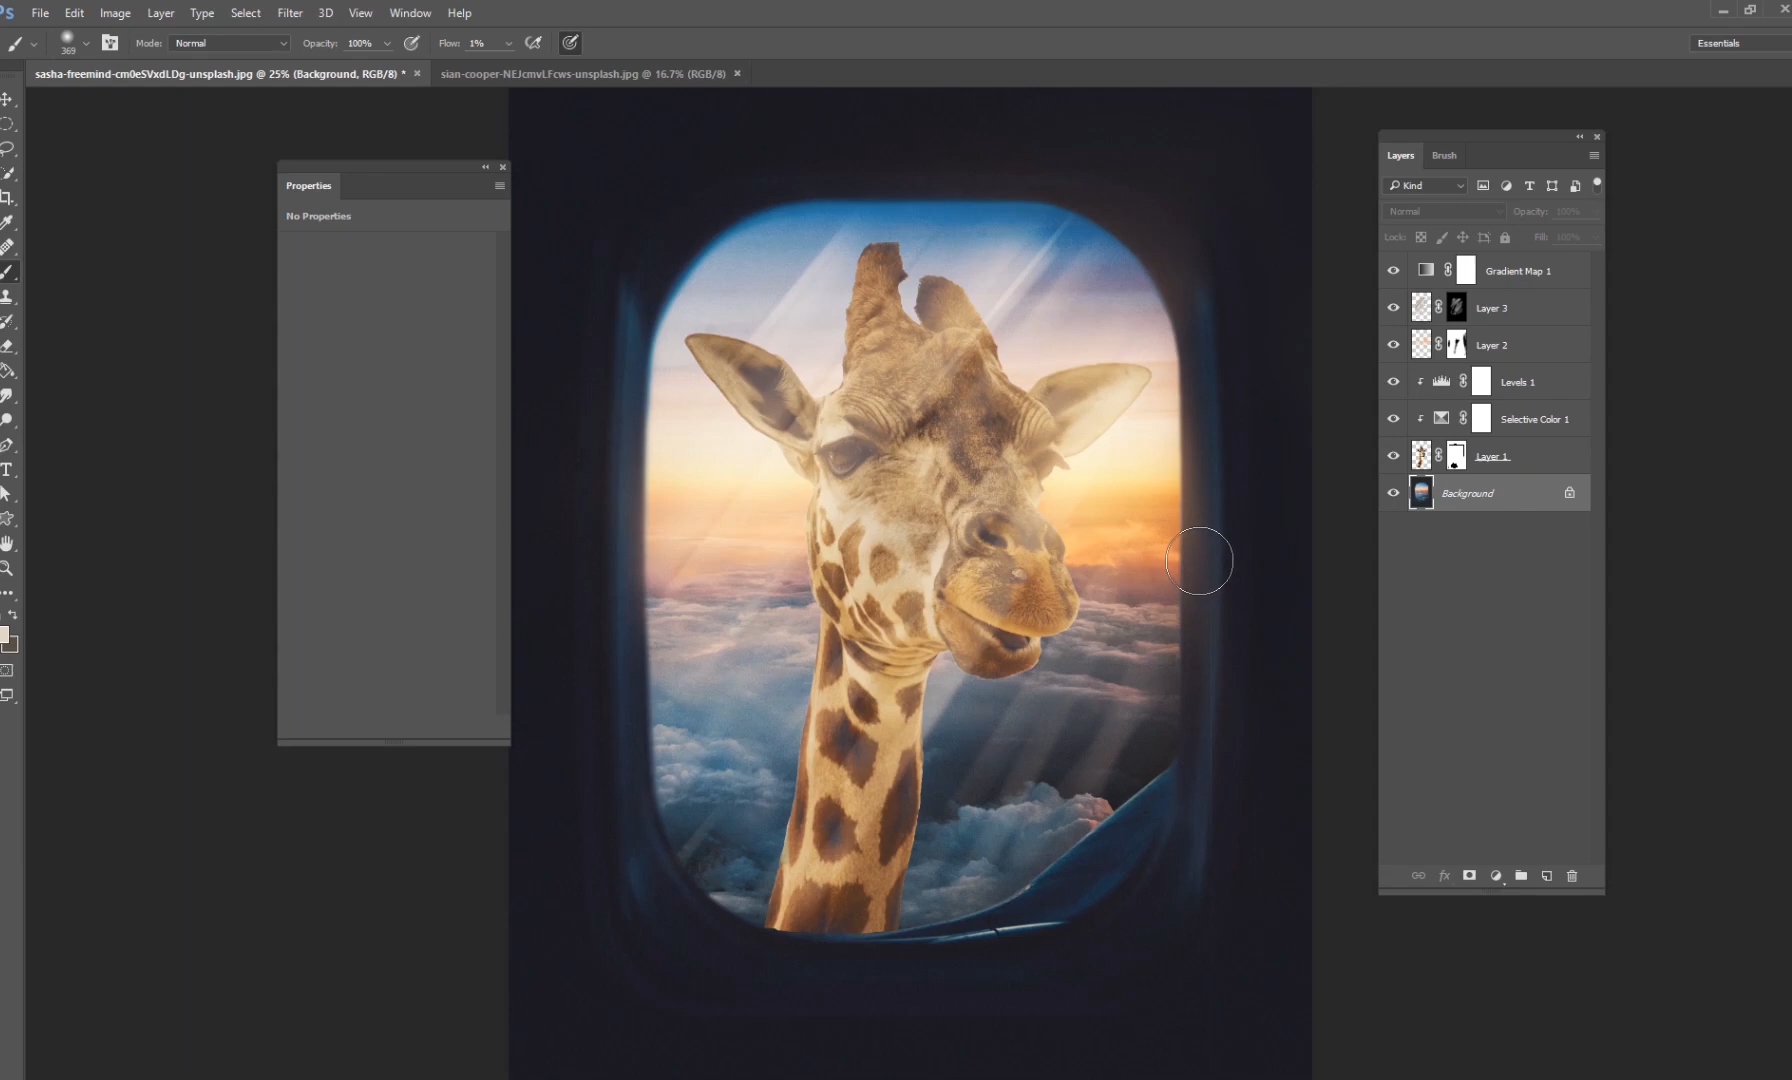 Ps File Edit Image Layer Type Select Filter 3D View Window Help
369 Mode: Normal Opacity: 100% Flow: 1% Essentials
sasha-freemind-cm0eSVxdLDg-unsplash.jpg @ 25% (Background, RGB/8) * × sian-cooper-NEJcmvLFcws-unsplash.jpg @ 16.7% (RGB/8) ×
Properties
No Properties
Layers Brush
Kind
Normal Opacity: 100%
Lock: Fill: 100%
Gradient Map 1
Layer 3
Layer 2
Levels 1
Selective Color 1
Layer 1
Background
fx